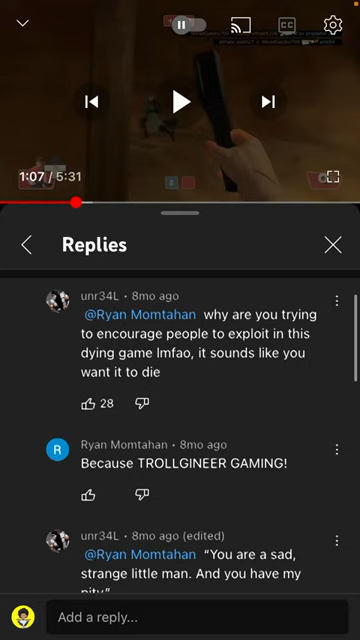 CC
1:07 / 5:31
Replies
unr34L • 8mo ago
@Ryan Momtahan why are you trying
to encourage people to exploit in this
dying game lmfao, it sounds like you
want it to die
28
R
Ryan Momtahan • 8mo ago
Because TROLLGINEER GAMING!
unr34L • 8mo ago (edited)
@Ryan Momtahan “You are a sad,
strange little man. And you have my
pity”
Add a reply...